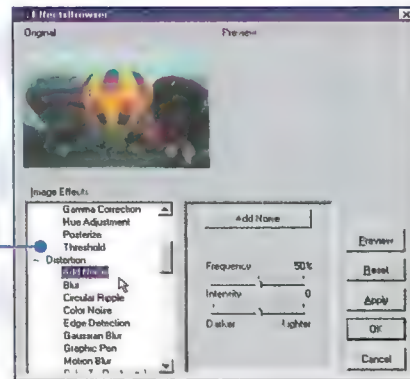 EffectsBrowser
Original Preview
Image Effects
Gamma Correction
Hue Adjustment
Posterize
Threshold
Distortion
Add Noise
Blur
Circular Ripple
Color Noise
Edge Detection
Gaussian Blur
Graphic Pen
Motion Blur
Add Noise
Frequency 50%
Intensity 0
Darker Lighter
Preview
Reset
Apply
OK
Cancel